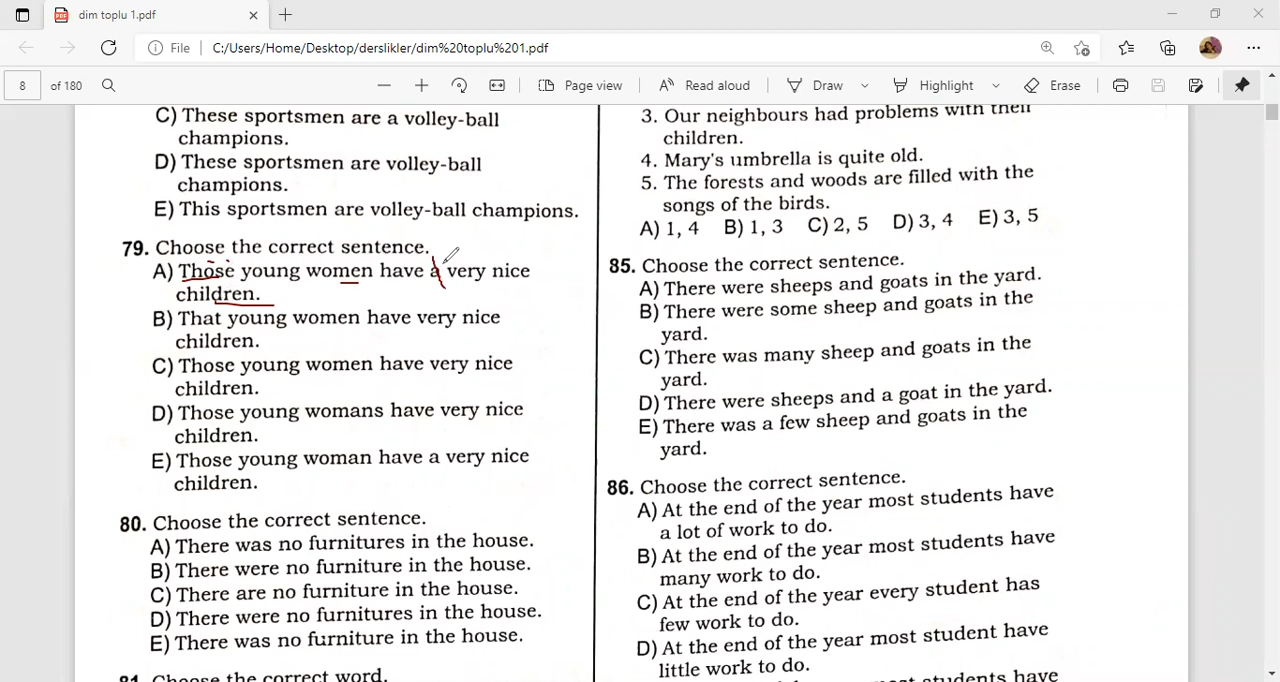 dim toplu 1.pdf
File
C:/Users/Home/Desktop/derslikler/dim%20toplu%201.pdf
8
of 180
Page view
Read aloud
Draw
Highlight
Erase
C) These sportsmen are a volley-ball
champions.
D) These sportsmen are volley-ball
champions.
E) This sportsmen are volley-ball champions.
79. Choose the correct sentence.
A) Those young women have a very nice
children.
B) That young women have very nice
children.
C) Those young women have very nice
children.
D) Those young womans have very nice
children.
E) Those young woman have a very nice
children.
80. Choose the correct sentence.
A) There was no furnitures in the house.
B) There were no furniture in the house.
C) There are no furniture in the house.
D) There were no furnitures in the house.
E) There was no furniture in the house.
81. Choose the correct word.
3. Our neighbours had problems with their
children.
4. Mary's umbrella is quite old.
5. The forests and woods are filled with the
songs of the birds.
A) 1, 4 B) 1, 3 C) 2, 5 D) 3, 4 E) 3, 5
85. Choose the correct sentence.
A) There were sheeps and goats in the yard.
B) There were some sheep and goats in the
yard.
C) There was many sheep and goats in the
yard.
D) There were sheeps and a goat in the yard.
E) There was a few sheep and goats in the
yard.
86. Choose the correct sentence.
A) At the end of the year most students have
a lot of work to do.
B) At the end of the year most students have
many work to do.
C) At the end of the year every student has
few work to do.
D) At the end of the year most student have
little work to do.
students have